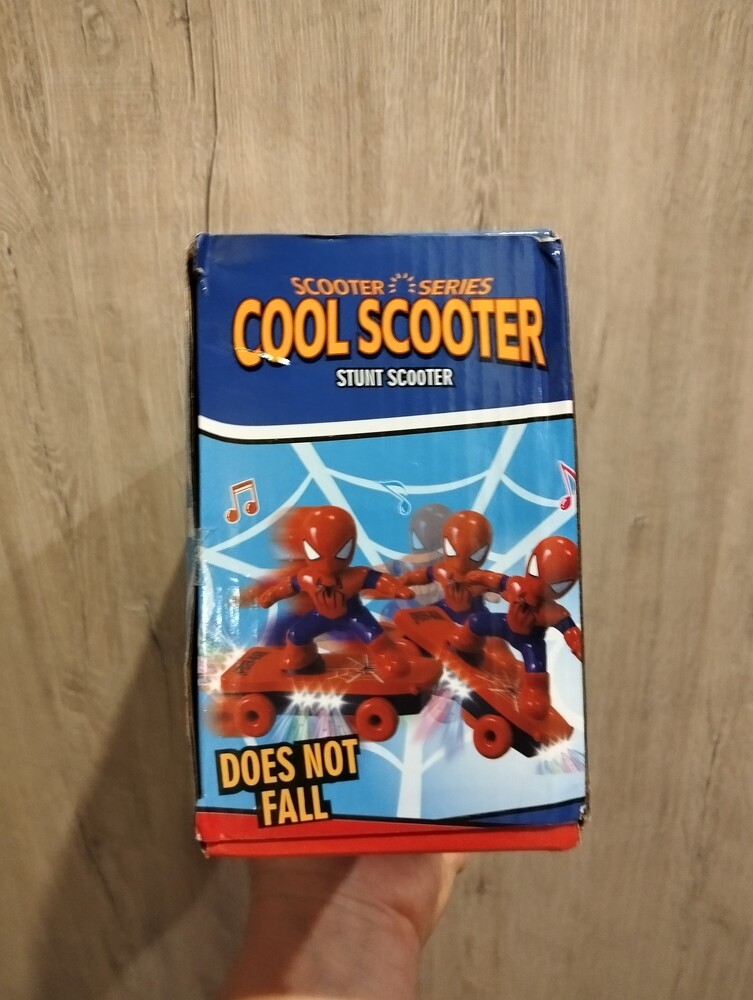 SCOOTER SERIES
COOL SCOOTER
STUNT SCOOTER
DOES NOT
FALL